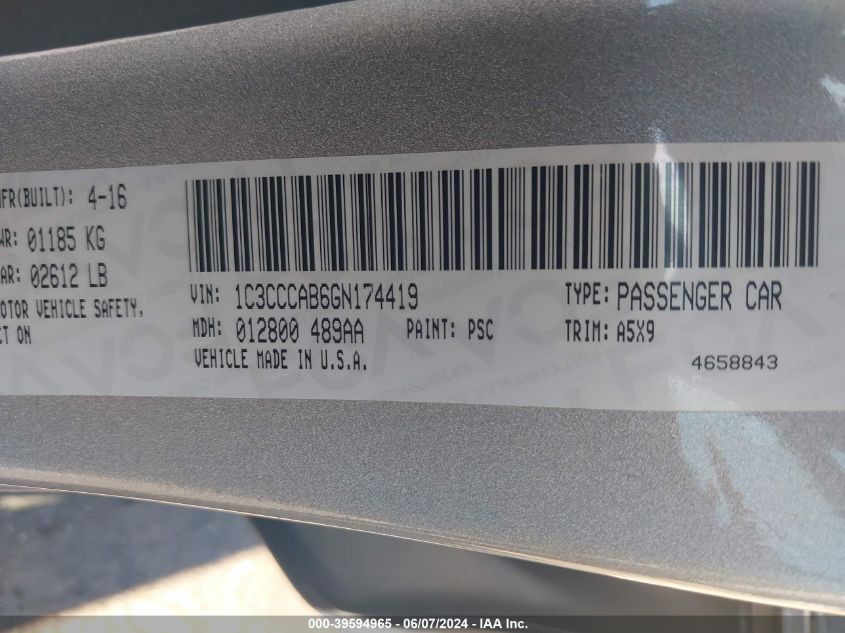 MFR(BUILT): 4-16
WR: 01185 KG
AR: 02612 LB
OTOR VEHICLE SAFETY,
CT ON
VIN: 1C3CCCAB6GN174419 TYPE: PASSENGER CAR
MDH: 012800 489AA PAINT: PSC TRIM: A5X9
VEHICLE MADE IN U.S.A.
4658843
000-39594965 - 06/07/2024 - IAA Inc.